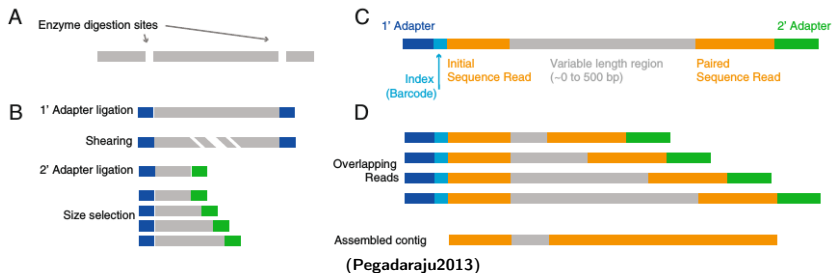 A
Enzyme digestion sites
B
1' Adapter ligation
Shearing
2' Adapter ligation
Size selection
C
1' Adapter
2' Adapter
Index
(Barcode)
Initial
Sequence Read
Variable length region
(~0 to 500 bp)
Paired
Sequence Read
D
Overlapping
Reads
Assembled contig
(Pegadaraju2013)